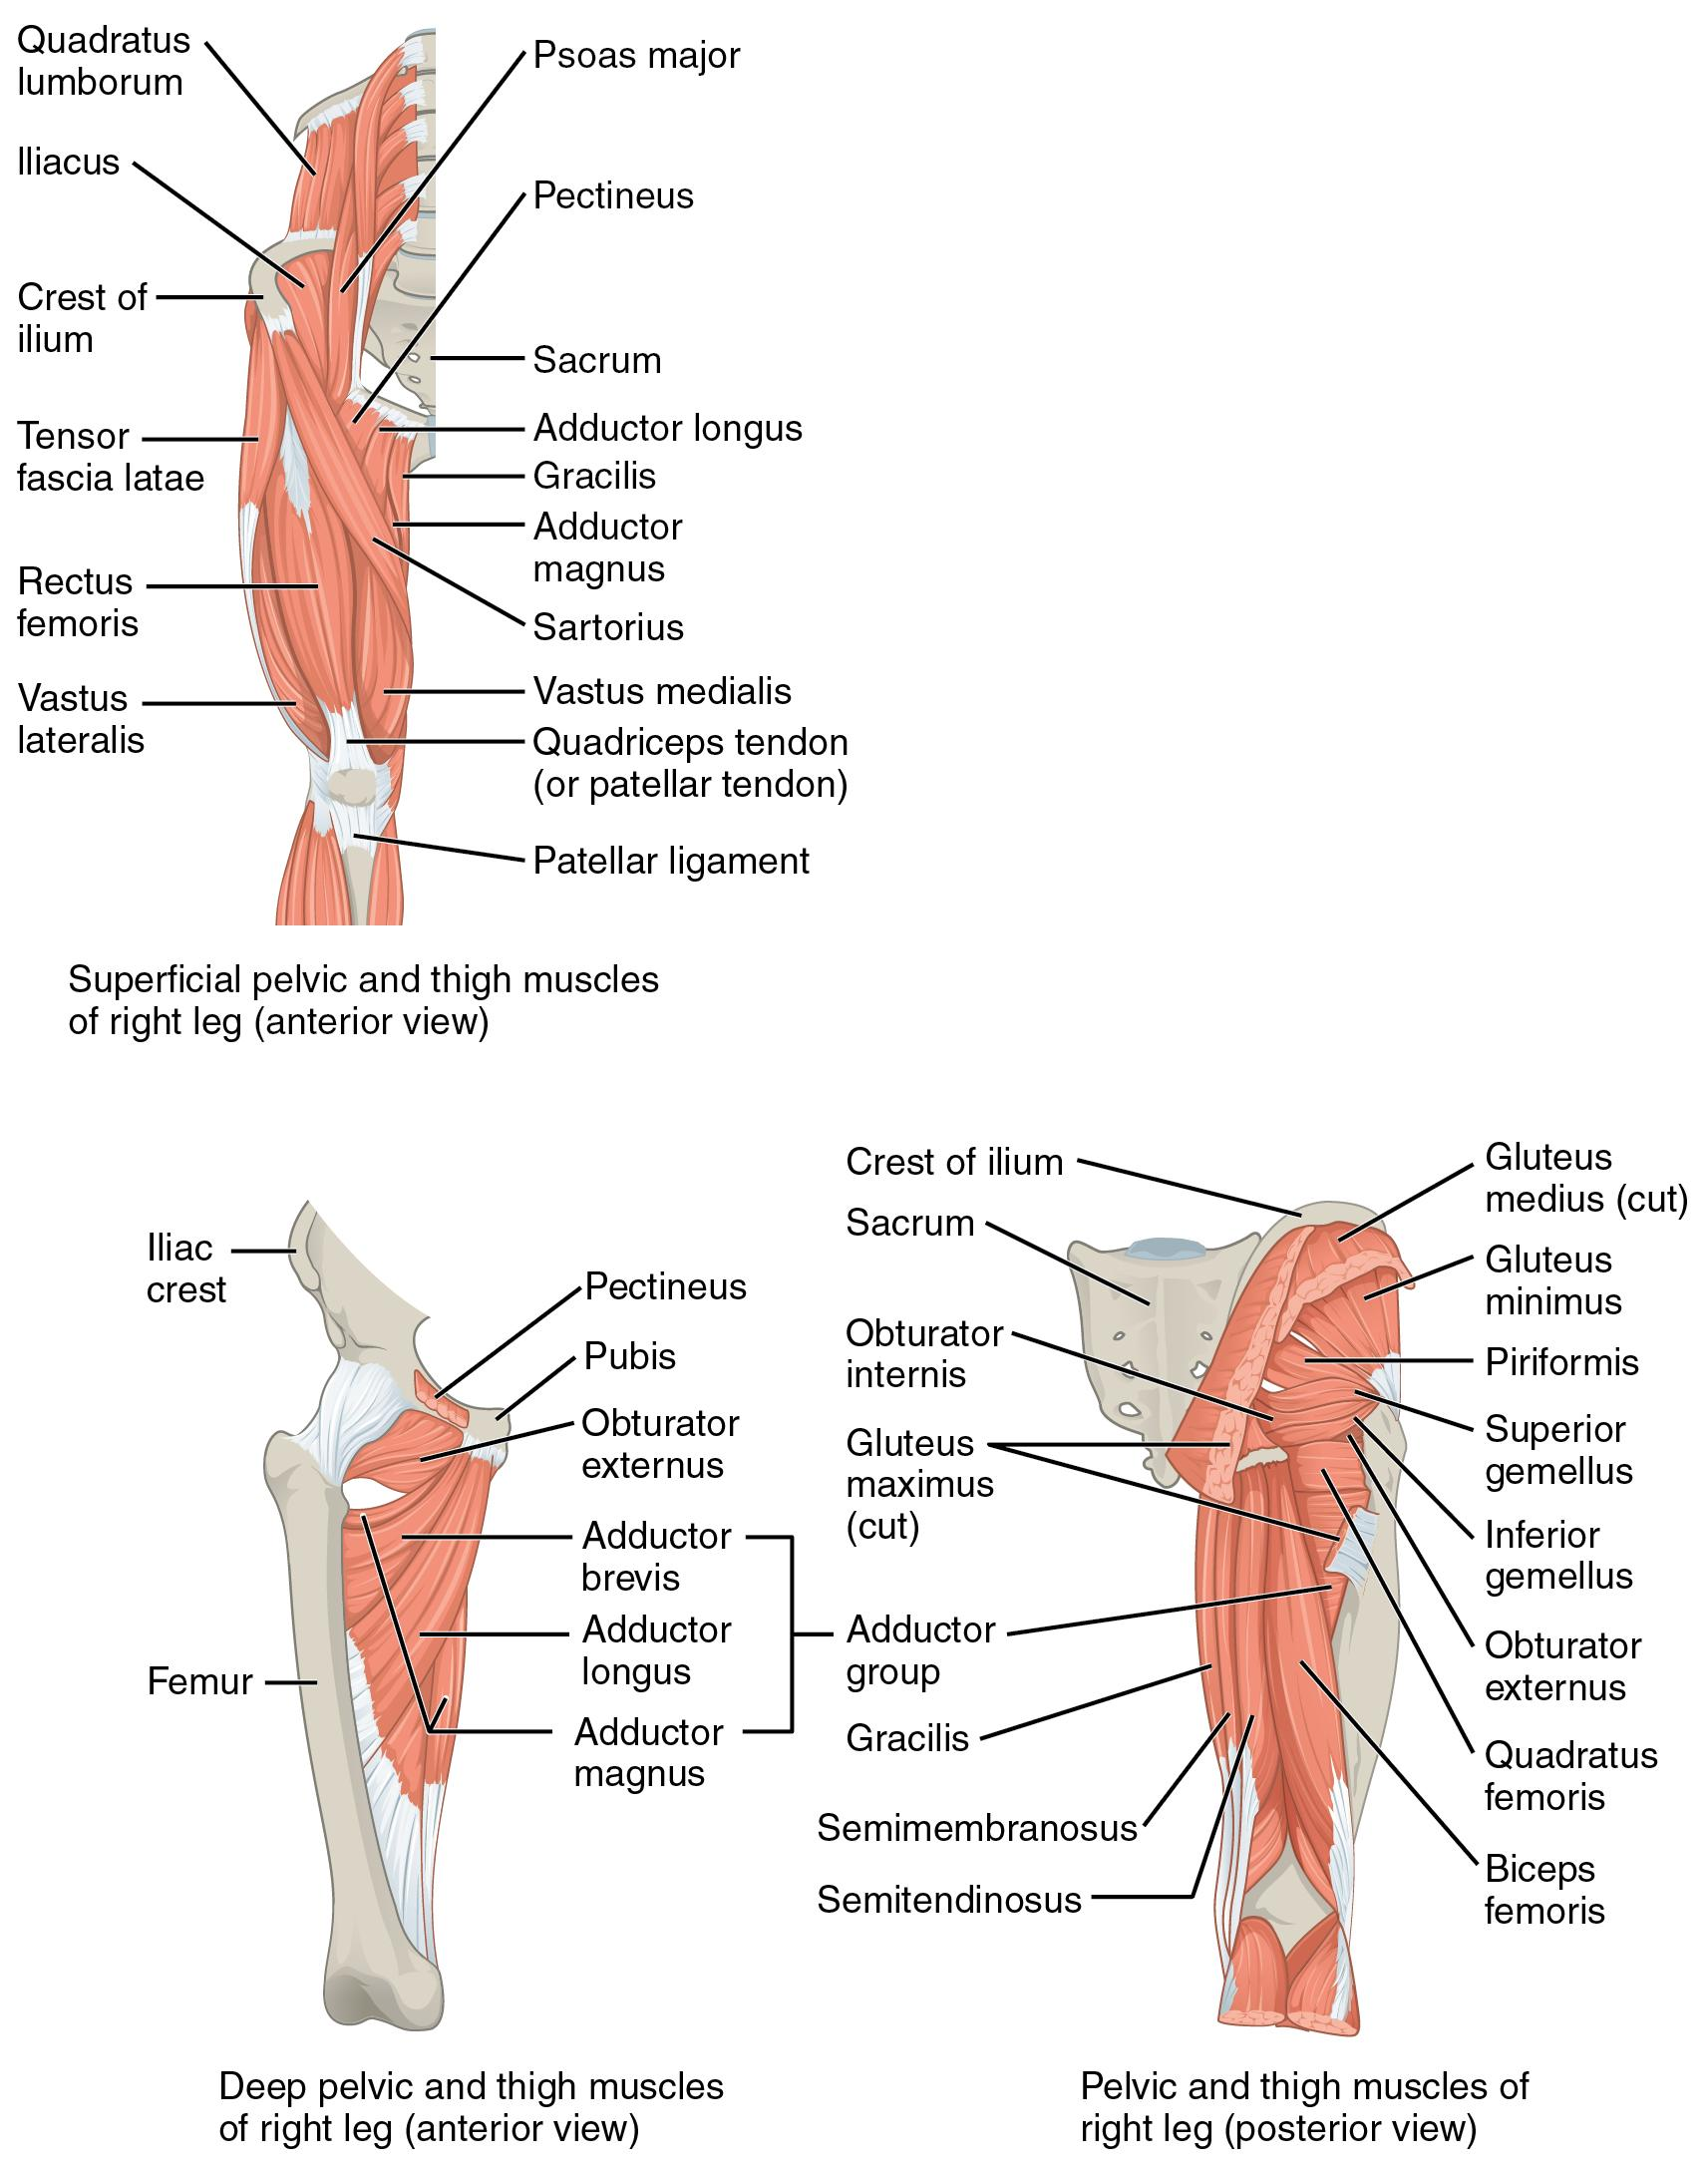 Quadratus
lumborum
Iliacus
Crest of
ilium
Tensor
fascia latae
Rectus
femoris
Vastus
lateralis
Psoas major
Pectineus
Sacrum
Adductor longus
Gracilis
Adductor
magnus
Sartorius
Vastus medialis
Quadriceps tendon
(or patellar tendon)
Patellar ligament
Superficial pelvic and thigh muscles
of right leg (anterior view)
Iliac
crest
Femur
Pectineus
Pubis
Obturator
externus
Adductor
brevis
Adductor
longus
Adductor
magnus
Deep pelvic and thigh muscles
of right leg (anterior view)
Crest of ilium
Sacrum
Obturator
internis
Gluteus
maximus
(cut)
Adductor
group
Gracilis
Semimembranosus
Semitendinosus
Gluteus
medius (cut)
Gluteus
minimus
Piriformis
Superior
gemellus
Inferior
gemellus
Obturator
externus
Quadratus
femoris
Biceps
femoris
Pelvic and thigh muscles of
right leg (posterior view)